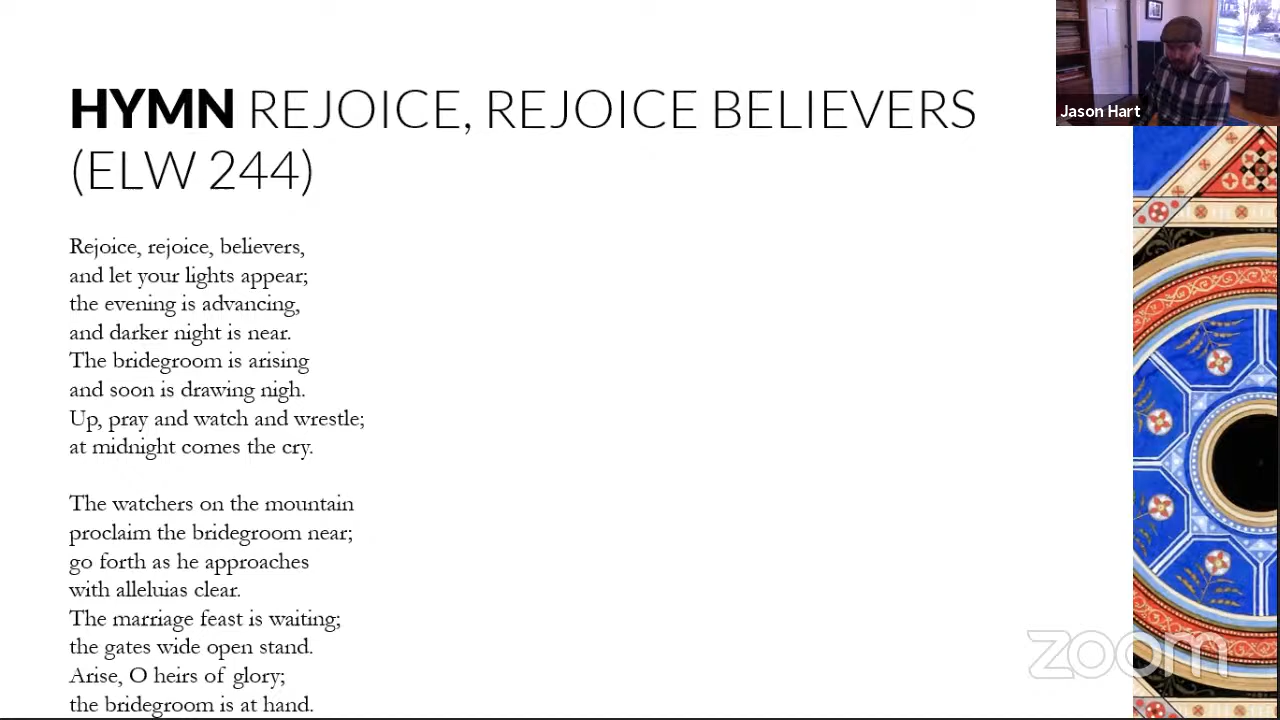 HYMN REJOICE, REJOICE BELIEVERS
(ELW 244)
Jason Hart
Rejoice, rejoice, believers,
and let your lights appear;
the evening is advancing,
and darker night is near.
The bridegroom is arising
and soon is drawing nigh.
Up, pray and watch and wrestle;
at midnight comes the cry.
The watchers on the mountain
proclaim the bridegroom near;
go forth as he approaches
with alleluias clear.
The marriage feast is waiting;
the gates wide open stand.
Arise, O heirs of glory;
the bridegroom is at hand.
zoom